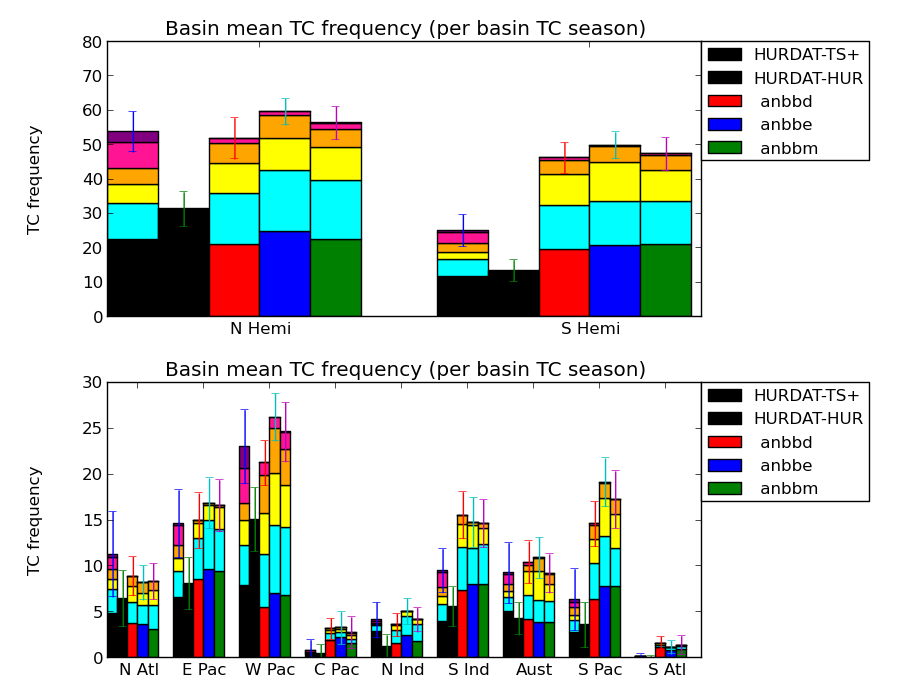 Basin mean TC frequency (per basin TC season)
80
70
60
50
40
30
20
10
0
TC frequency
N Hemi
S Hemi
HURDAT-TS+
HURDAT-HUR
anbbd
anbbe
anbbm
Basin mean TC frequency (per basin TC season)
30
25
20
15
10
5
0
TC frequency
N Atl
E Pac
W Pac
C Pac
N Ind
S Ind
Aust
S Pac
S Atl
HURDAT-TS+
HURDAT-HUR
anbbd
anbbe
anbbm